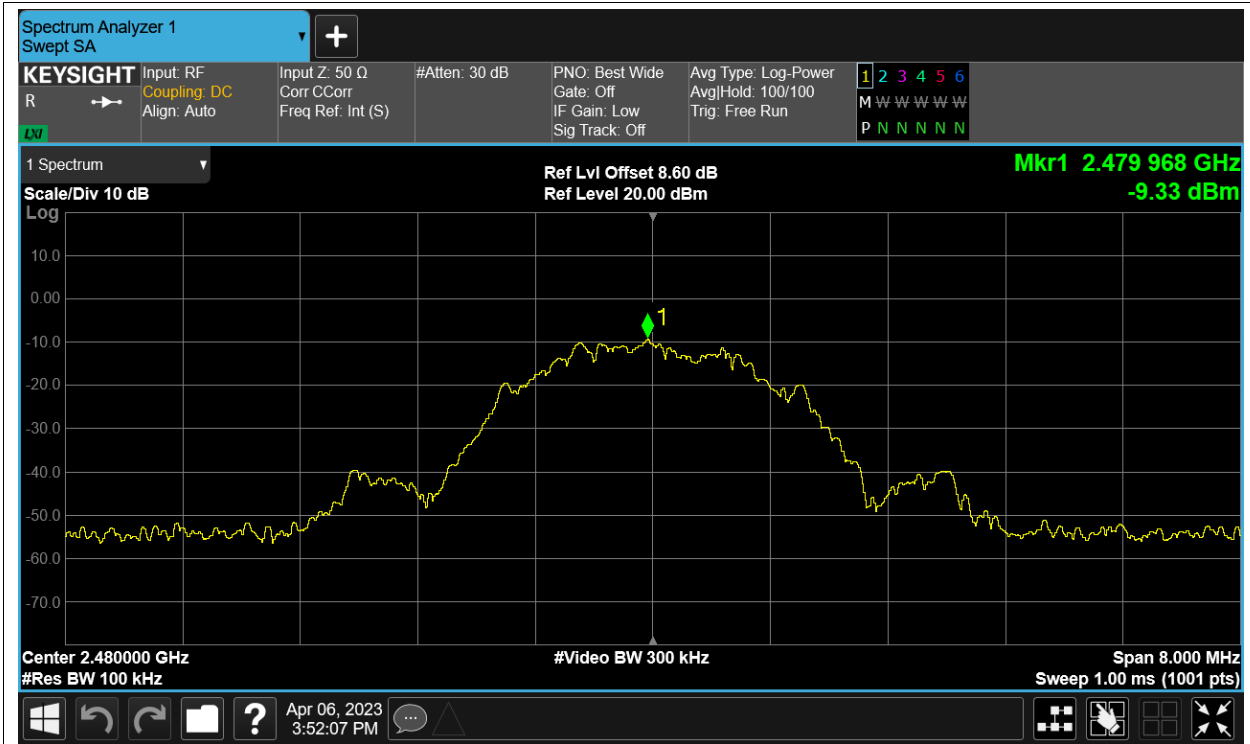 Spectrum Analyzer 1
Swept SA
KEYSIGHT
R
LXI
Input: RF
Coupling: DC
Align: Auto
Input Z: 50 Ω
Corr CCorr
Freq Ref: Int (S)
#Atten: 30 dB
PNO: Best Wide
Gate: Off
IF Gain: Low
Sig Track: Off
Avg Type: Log-Power
Avg|Hold: 100/100
Trig: Free Run
1 2 3 4 5 6
M W W W W W W
P N N N N N
1 Spectrum
Scale/Div 10 dB
Log
Ref Lvl Offset 8.60 dB
Ref Level 20.00 dBm
Mkr1 2.479 968 GHz
-9.33 dBm
10.0
0.00
1
-10.0
-20.0
-30.0
-40.0
-50.0
-60.0
-70.0
Center 2.480000 GHz
#Video BW 300 kHz
Span 8.000 MHz
#Res BW 100 kHz
Sweep 1.00 ms (1001 pts)
?
Apr 06, 2023
3:52:07 PM